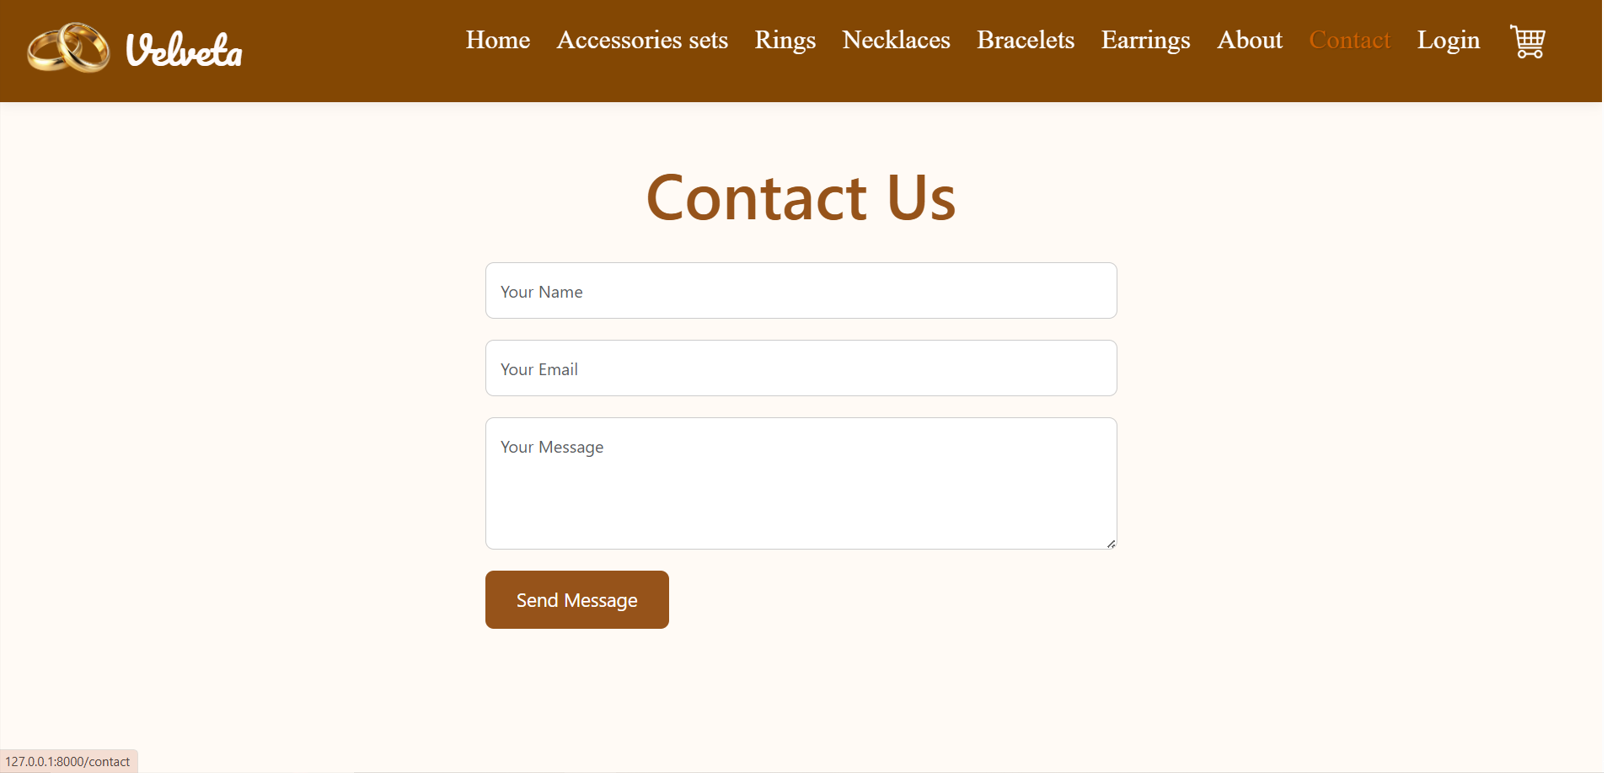 Velveta
Home Accessories sets Rings Necklaces Bracelets Earrings About Contact Login
Contact Us
Your Name
Your Email
Your Message
Send Message
127.0.0.1:8000/contact